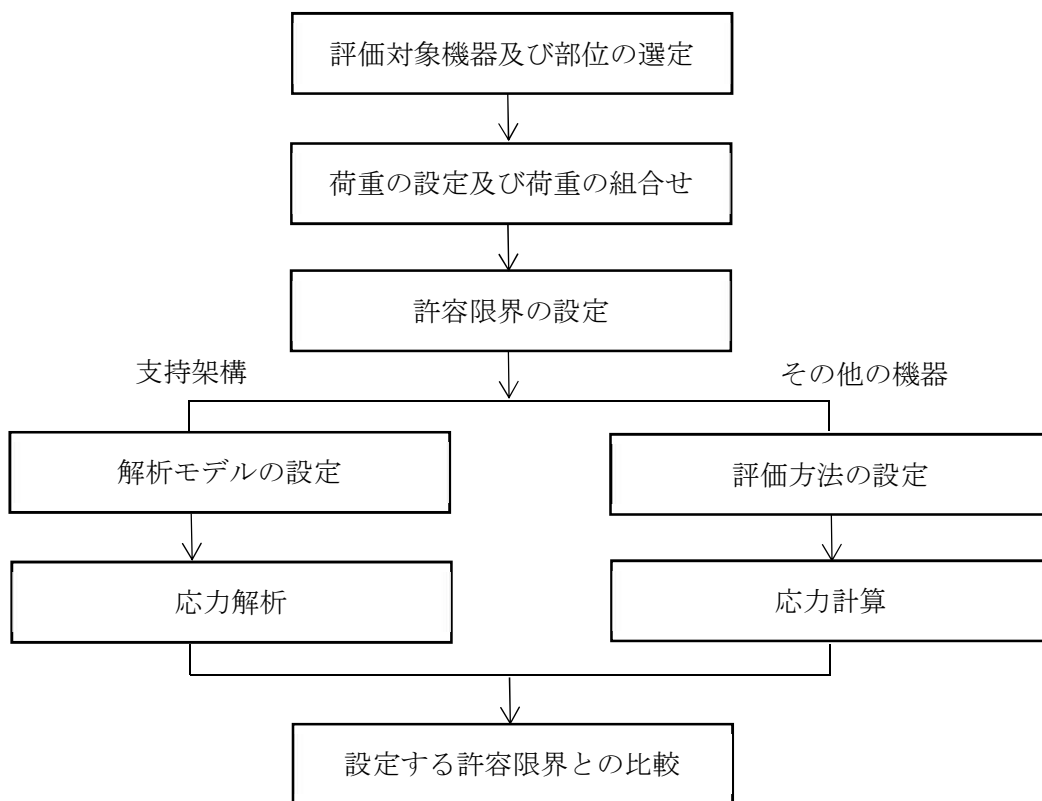 評価対象機器及び部位の選定
荷重の設定及び荷重の組合せ
許容限界の設定
支持架構
その他の機器
解析モデルの設定
評価方法の設定
応力解析
応力計算
設定する許容限界との比較